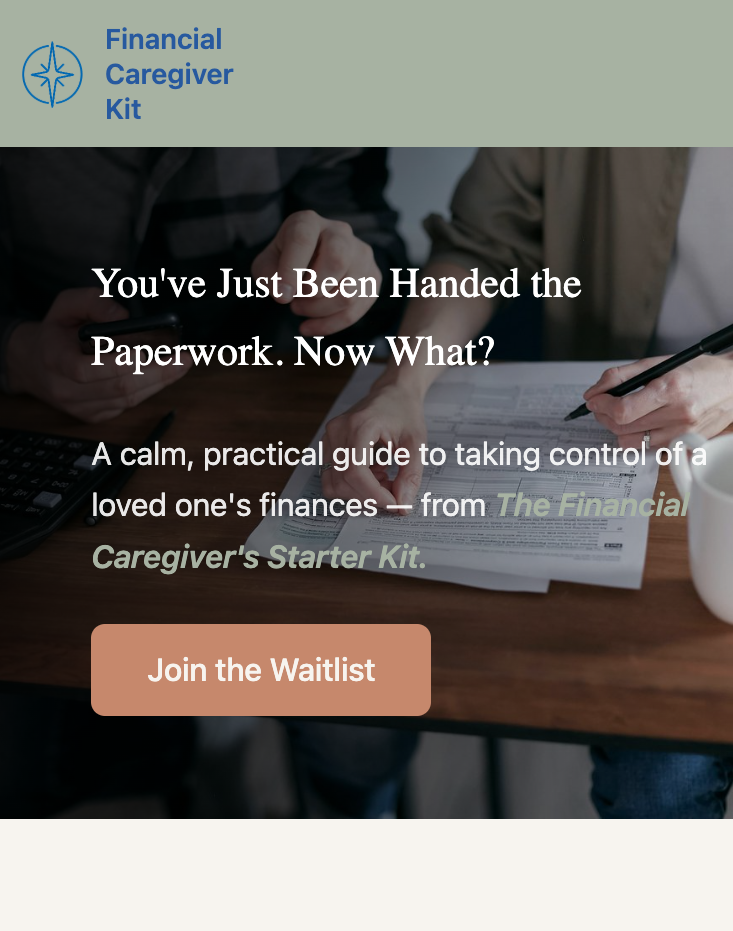 Financial
Caregiver
Kit
You've Just Been Handed the
Paperwork. Now What?
A calm, practical guide to taking control of a
loved one's finances — from The Financial
Caregiver's Starter Kit.
Join the Waitlist